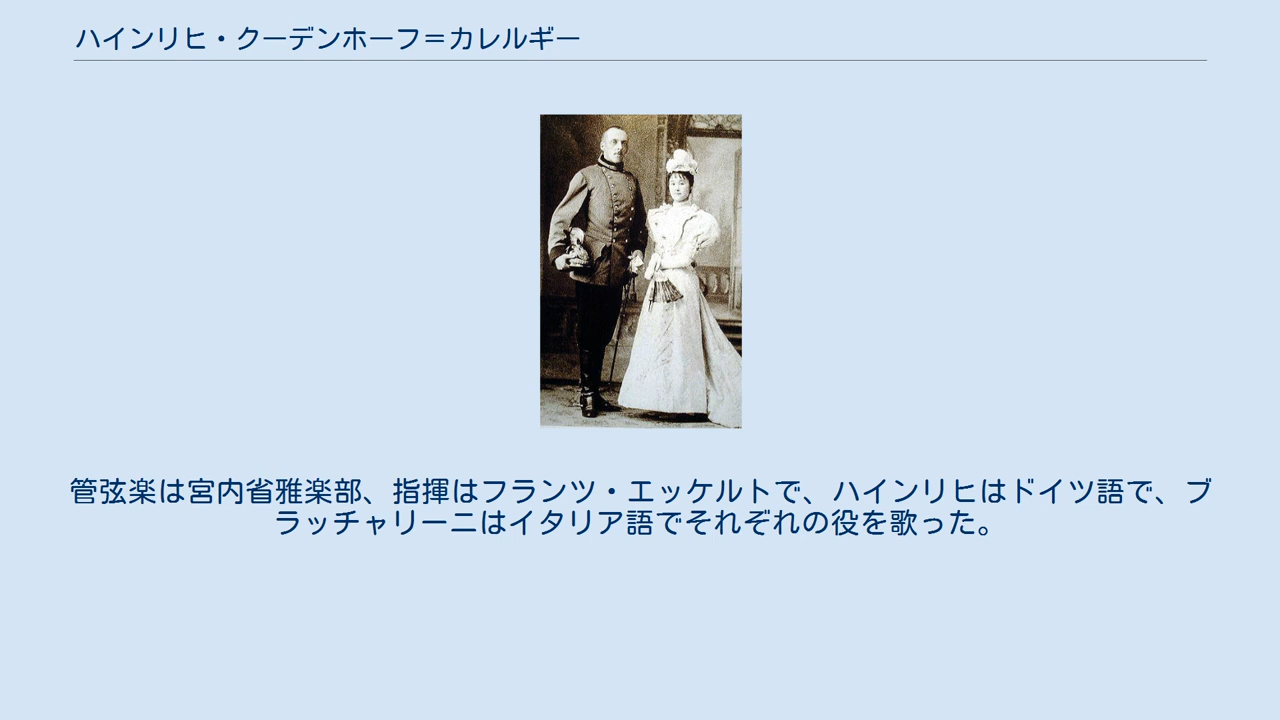 ハインリヒ・クーデンホーフ＝カレルギー
管弦楽は宮内省雅楽部、指揮はフランツ・エッケルトで、ハインリヒはドイツ語で、ブ
ラッチャリーニはイタリア語でそれぞれの役を歌った。